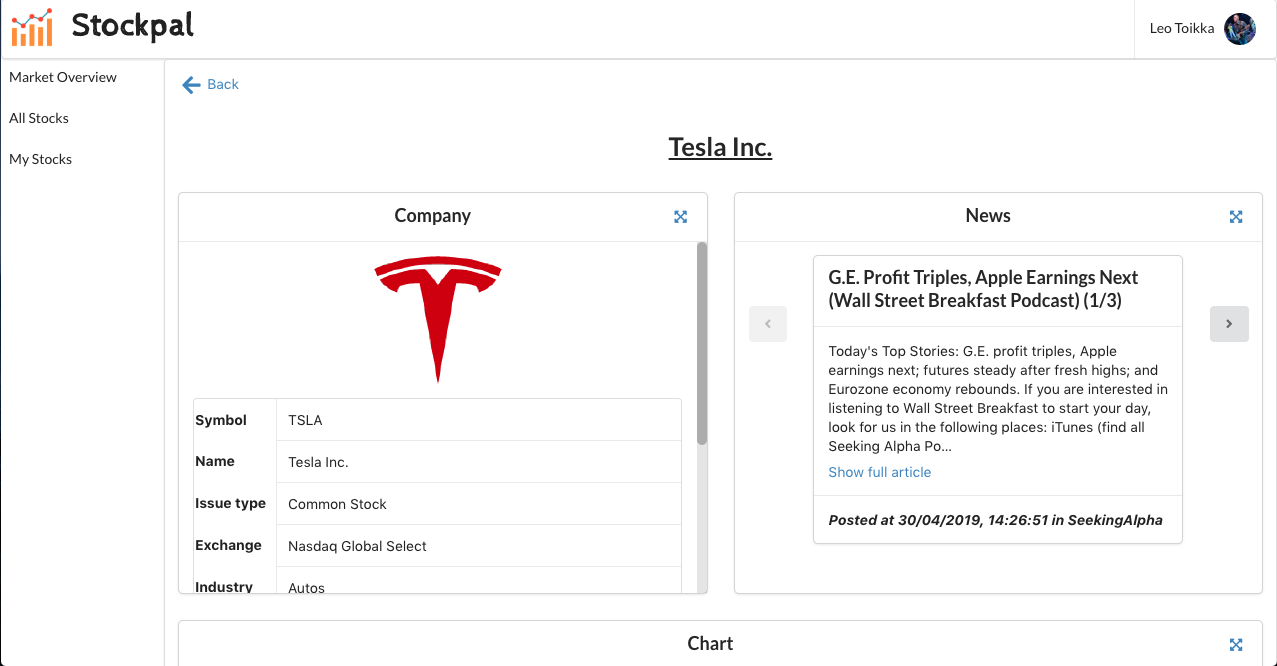 Stockpal
Leo Toikka
Market Overview
All Stocks
My Stocks
Back
Tesla Inc.
Company
Symbol TSLA
Name Tesla Inc.
Issue type Common Stock
Exchange Nasdaq Global Select
Industry Autos
News
G.E. Profit Triples, Apple Earnings Next
(Wall Street Breakfast Podcast) (1/3)
Today's Top Stories: G.E. profit triples, Apple
earnings next; futures steady after fresh highs; and
Eurozone economy rebounds. If you are interested in
listening to Wall Street Breakfast to start your day,
look for us in the following places: iTunes (find all
Seeking Alpha Po...
Show full article
Posted at 30/04/2019, 14:26:51 in SeekingAlpha
Chart